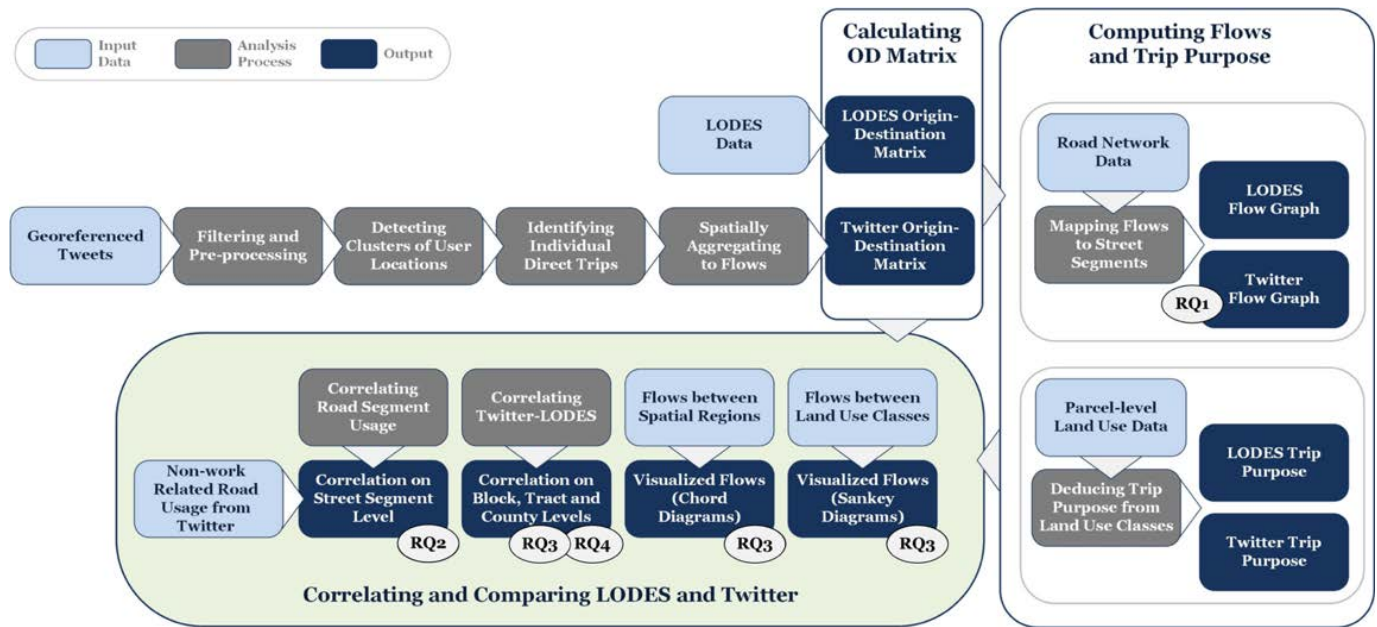 Input
Data
Analysis
Process
Output
Calculating
OD Matrix
LODES
Data
LODES Origin-
Destination
Matrix
Georeferenced
Tweets
Filtering and
Pre-processing
Detecting
Clusters of User
Locations
Identifying
Individual
Direct Trips
Spatially
Aggregating
to Flows
Twitter Origin-
Destination
Matrix
Computing Flows
and Trip Purpose
Road Network
Data
Mapping Flows
to Street
Segments
LODES
Flow Graph
Twitter
Flow Graph
RQ1
Parcel-level
Land Use Data
Deducing Trip
Purpose from
Land Use Classes
LODES Trip
Purpose
Twitter Trip
Purpose
Correlating
Road Segment
Usage
Correlating
Twitter-LODES
Flows between
Spatial Regions
Flows between
Land Use Classes
Non-work
Related Road
Usage from
Twitter
Correlation on
Street Segment
Level
RQ2
Correlation on
Block, Tract and
County Levels
RQ3
RQ4
Visualized Flows
(Chord
Diagrams)
RQ3
Visualized Flows
(Sankey
Diagrams)
RQ3
Correlating and Comparing LODES and Twitter